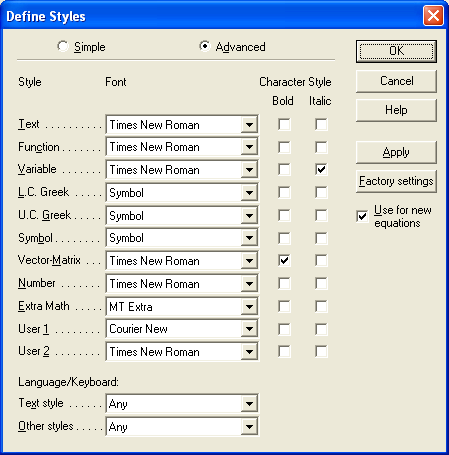 Define Styles
Simple Advanced OK
Style Font Character Style Cancel
Bold Italic Help
Text . . . . . . . . . . Times New Roman
Function . . . . . . . Times New Roman Apply
Variable . . . . . . . Times New Roman
L.C. Greek . . . . . Symbol Factory settings
U.C. Greek . . . . . Symbol Use for new
Symbol . . . . . . . . Symbol equations
Vector-Matrix . . . Times New Roman
Number . . . . . . . Times New Roman
Extra Math . . . . . MT Extra
User 1 . . . . . . . . Courier New
User 2 . . . . . . . . Times New Roman
Language/Keyboard:
Text style . . . . . . Any
Other styles . . . . Any